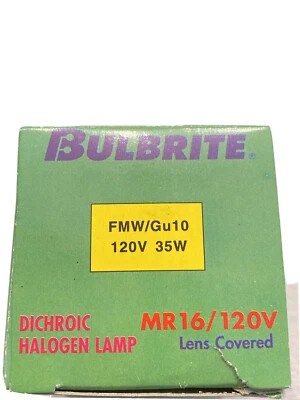 BULBRITE®
FMW/Gu10
120V 35W
DICHROIC
HALOGEN LAMP
MR16/120V
Lens Covered